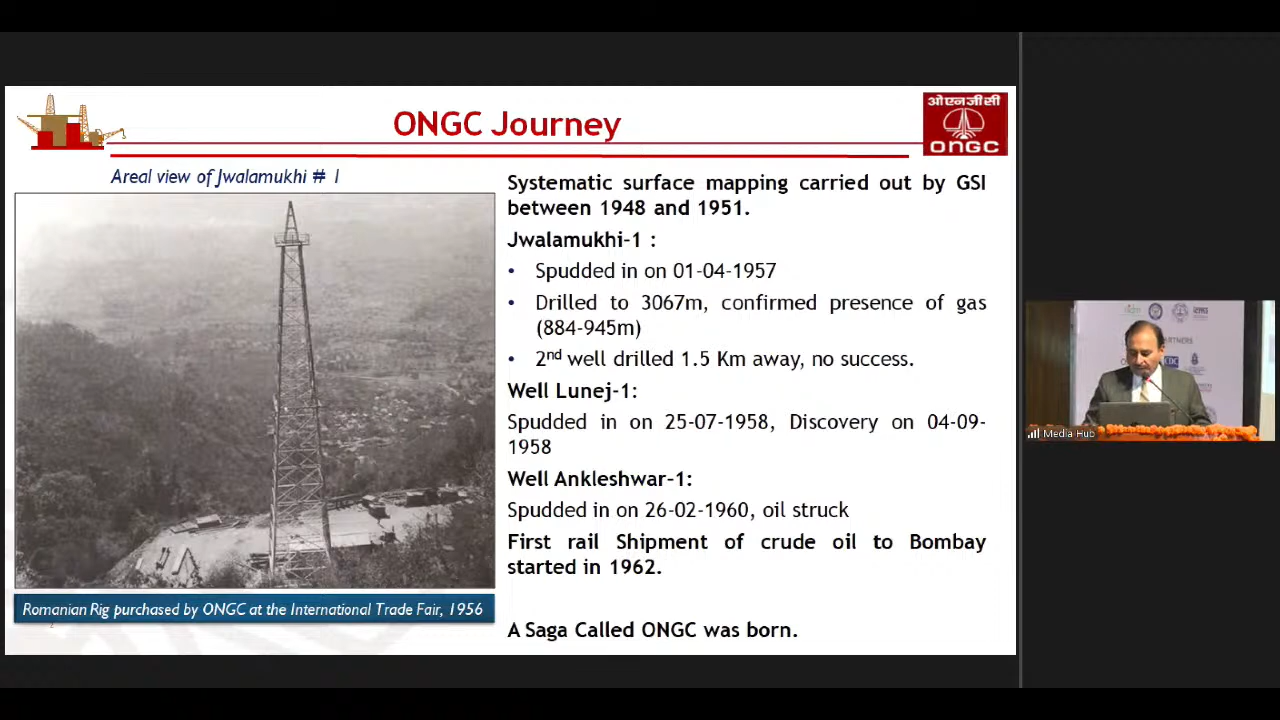 ONGC Journey
ओएनजीसी
ONGC
Areal view of Jwalamukhi # 1
Systematic surface mapping carried out by GSI
between 1948 and 1951.
Jwalamukhi-1 :
• Spudded in on 01-04-1957
• Drilled to 3067m, confirmed presence of gas
(884-945m)
• 2nd well drilled 1.5 Km away, no success.
Well Lunej-1:
Spudded in on 25-07-1958, Discovery on 04-09-
1958
Well Ankleshwar-1:
Spudded in on 26-02-1960, oil struck
First rail Shipment of crude oil to Bombay
started in 1962.
A Saga Called ONGC was born.
Romanian Rig purchased by ONGC at the International Trade Fair, 1956
2
CDC
Media Hub